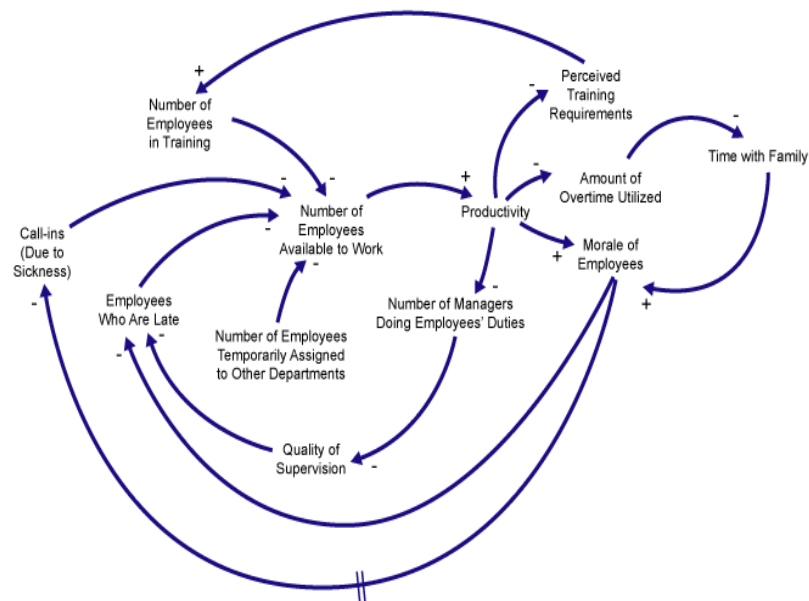 +
Number of
Employees
in Training
-
Perceived
Training
Requirements
-
Time with Family
-
Amount of
Overtime Utilized
-
+
Productivity
-
Number of
Employees
Available to Work
-
-
-
Call-ins
(Due to
Sickness)
-
+
Morale of
Employees
+
Employees
Who Are Late
-
-
Number of Employees
Temporarily Assigned
to Other Departments
-
Number of Managers
Doing Employees' Duties
Quality of
Supervision
-